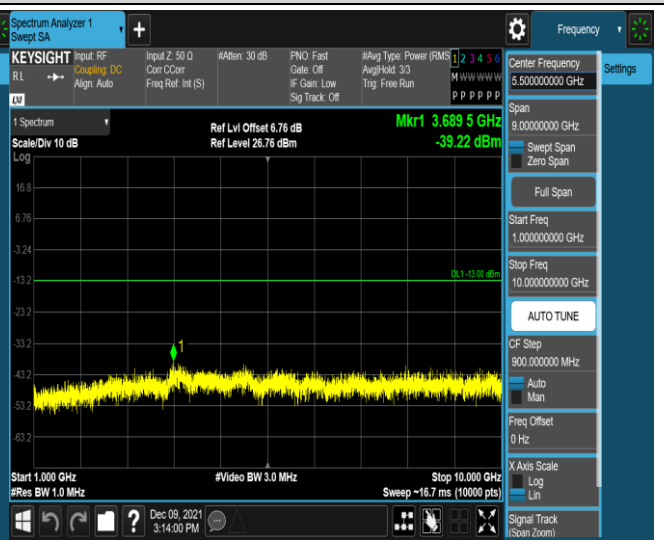 Spectrum Analyzer 1
Swept SA
+
Frequency
KEYSIGHT
RL
Input: RF
Coupling: DC
Align: Auto
Input Z: 50 Ω
Corr CCorr
Freq Ref: Int (S)
#Atten: 30 dB
PNO: Fast
Gate: Off
IF Gain: Low
Sig Track: Off
#Avg Type: Power (RMS
Avg|Hold: 3/3
Trig: Free Run
1 2 3 4 5 6
M W W W W W
P P P P P P
LXI
Center Frequency
5.500000000 GHz
Settings
Span
9.00000000 GHz
Swept Span
Zero Span
Full Span
Start Freq
1.000000000 GHz
Stop Freq
10.000000000 GHz
AUTO TUNE
CF Step
900.000000 MHz
Auto
Man
Freq Offset
0 Hz
X Axis Scale
Log
Lin
Signal Track
(Span Zoom)
1 Spectrum
Scale/Div 10 dB
Log
Ref Lvl Offset 6.76 dB
Ref Level 26.76 dBm
Mkr1 3.689 5 GHz
-39.22 dBm
16.8
6.76
-3.24
-13.2
DL1 -13.00 dBm
-23.2
-33.2
1
-43.2
-53.2
-63.2
Start 1.000 GHz
#Res BW 1.0 MHz
#Video BW 3.0 MHz
Stop 10.000 GHz
Sweep ~16.7 ms (10000 pts)
?
Dec 09, 2021
3:14:00 PM